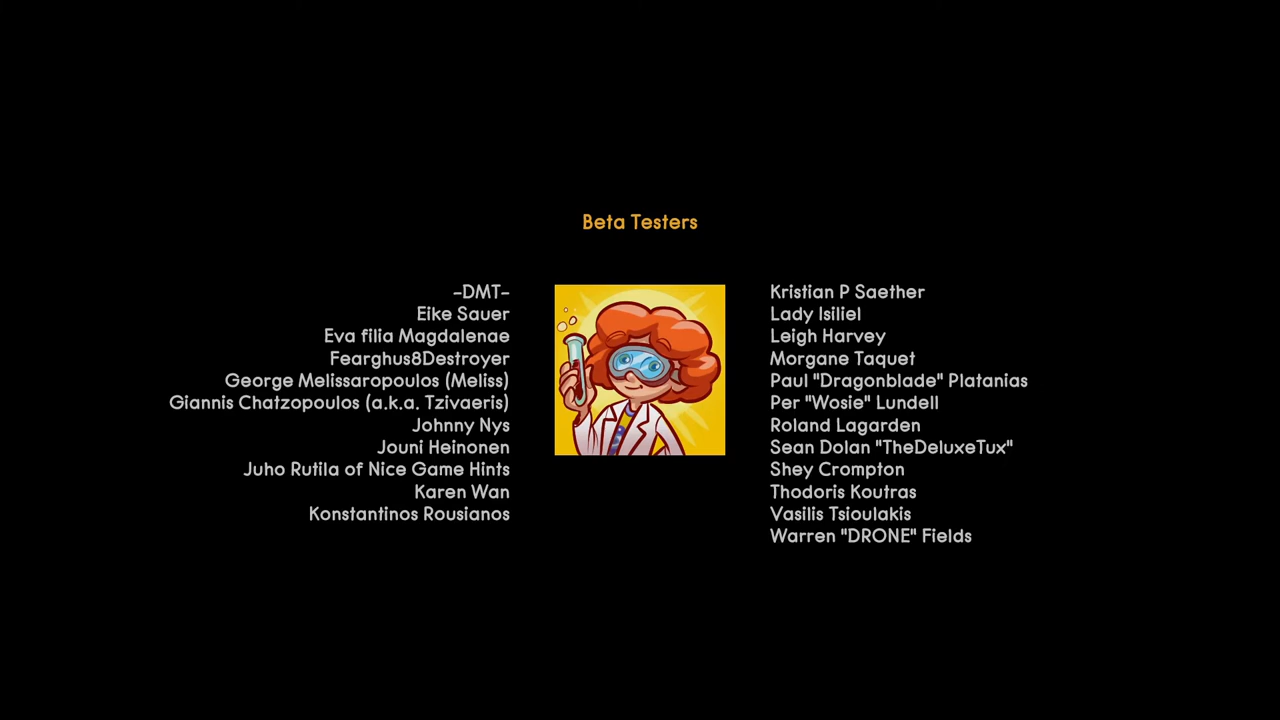 Beta Testers
-DMT-
Eike Sauer
Eva filia Magdalenae
Fearghus8Destroyer
George Melissaropoulos (Meliss)
Giannis Chatzopoulos (a.k.a. Tzivaeris)
Johnny Nys
Jouni Heinonen
Juho Rutila of Nice Game Hints
Karen Wan
Konstantinos Rousianos
Kristian P Saether
Lady Isiliel
Leigh Harvey
Morgane Taquet
Paul "Dragonblade" Platanias
Per "Wosie" Lundell
Roland Lagarden
Sean Dolan "TheDeluxeTux"
Shey Crompton
Thodoris Koutras
Vasilis Tsioulakis
Warren "DRONE" Fields